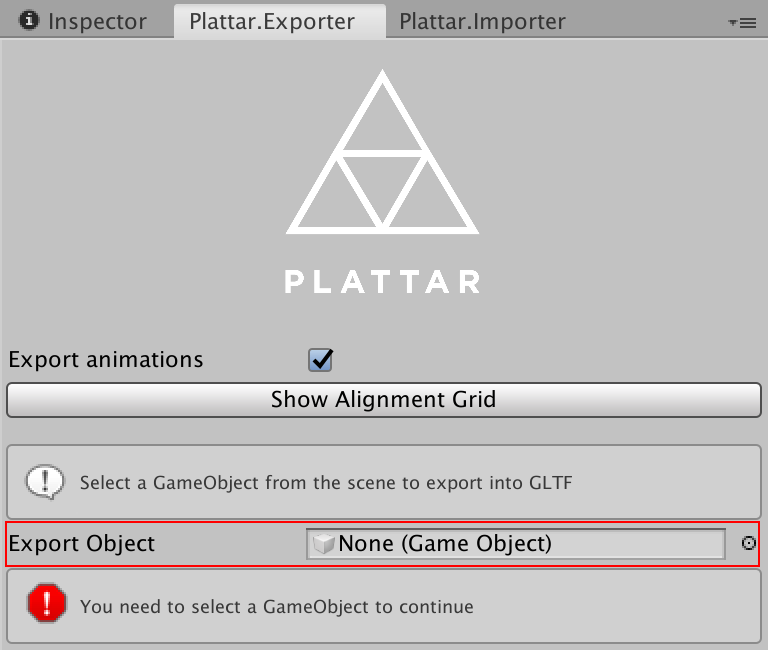 Inspector Plattar.Exporter Plattar.Importer
PLATTAR
Export animations
Show Alignment Grid
Select a GameObject from the scene to export into GLTF
Export Object None (Game Object)
You need to select a GameObject to continue